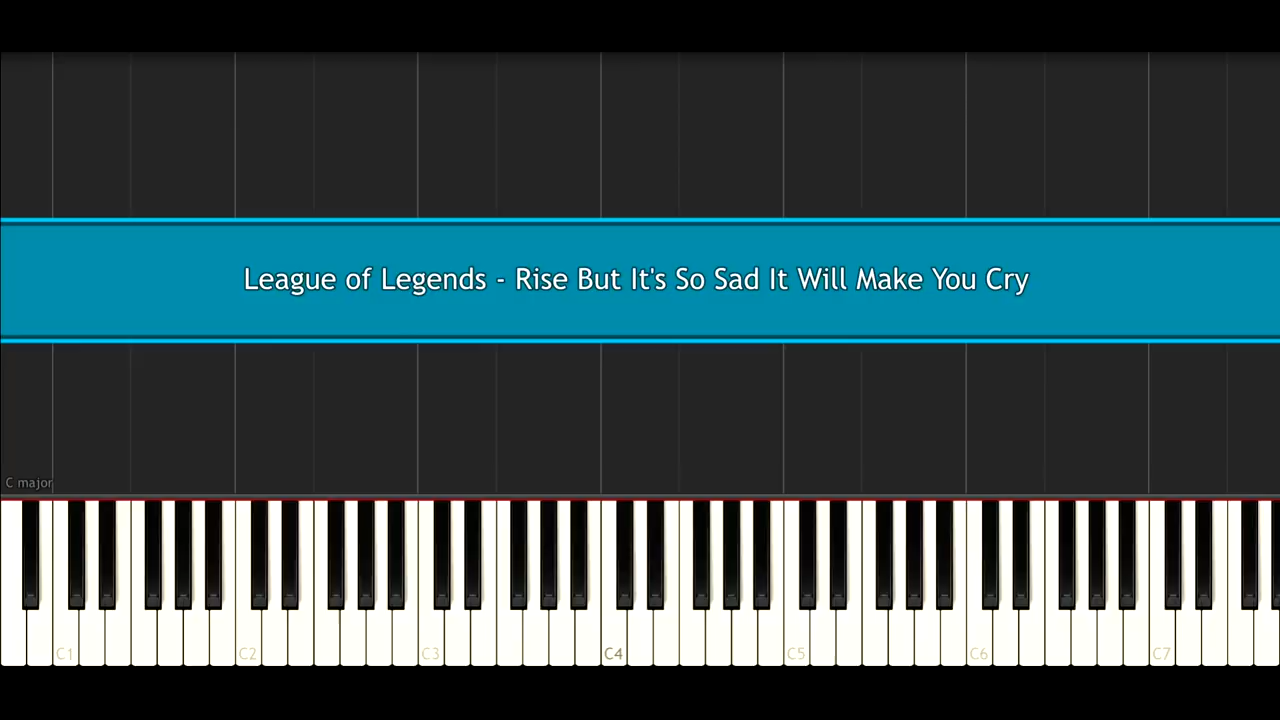 League of Legends - Rise But It's So Sad It Will Make You Cry
C major
C1 C2 C3 C4 C5 C6 C7